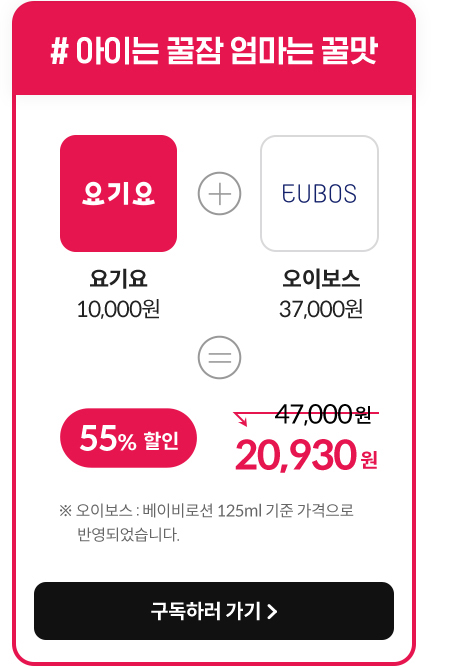 # 아이는 꿀잠 엄마는 꿀맛
요기요
EUBOS
요기요
10,000원
오이보스
37,000원
47,000원
55% 할인
20,930원
※ 오이보스 : 베이비로션 125ml 기준 가격으로
반영되었습니다.
구독하러 가기 >